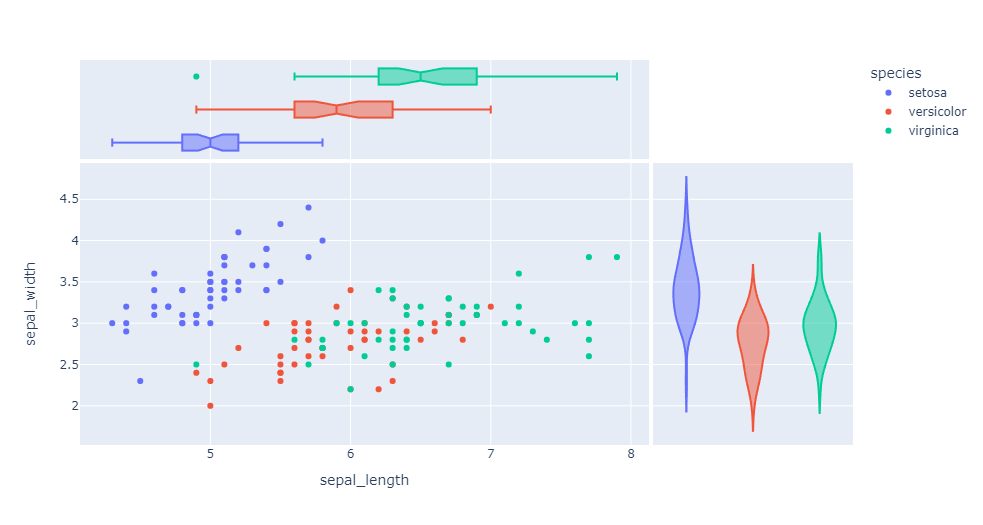 species
setosa
versicolor
virginica
4.5
4
3.5
3
2.5
2
sepal_width
5
6
7
8
sepal_length